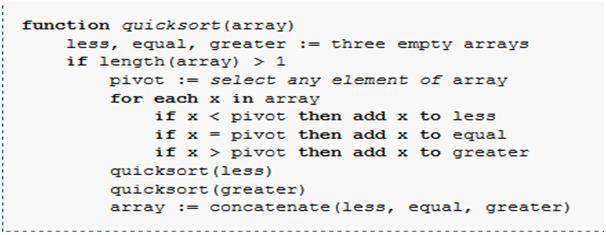 function quicksort(array)
less, equal, greater := three empty arrays
if length(array) > 1
pivot := select any element of array
for each x in array
if x < pivot then add x to less
if x = pivot then add x to equal
if x > pivot then add x to greater
quicksort(less)
quicksort(greater)
array := concatenate(less, equal, greater)